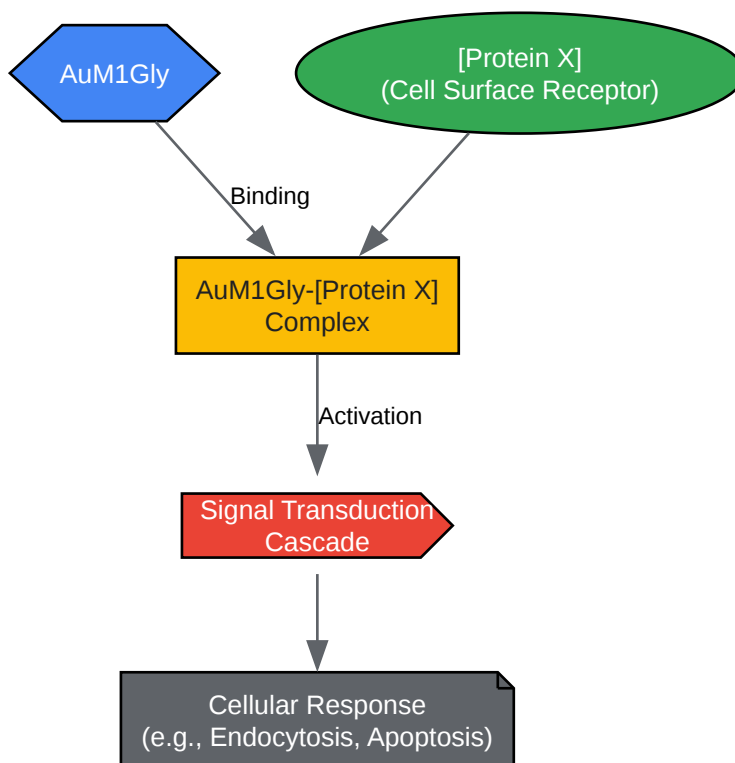 AuM1Gly
[Protein X]
(Cell Surface Receptor)
Binding
AuM1Gly-[Protein X]
Complex
Activation
Signal Transduction
Cascade
Cellular Response
(e.g., Endocytosis, Apoptosis)